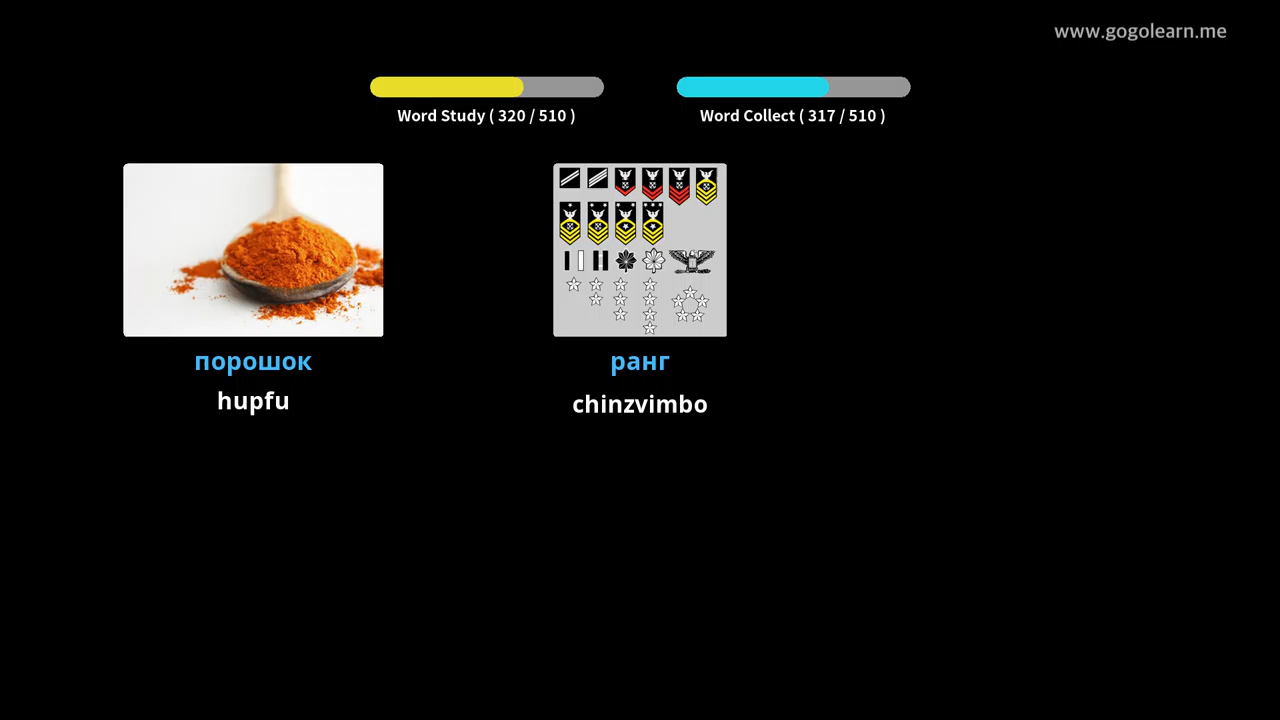 www.gogolearn.me
Word Study ( 320 / 510 )
Word Collect ( 317 / 510 )
порошок
hupfu
ранг
chinzvimbo